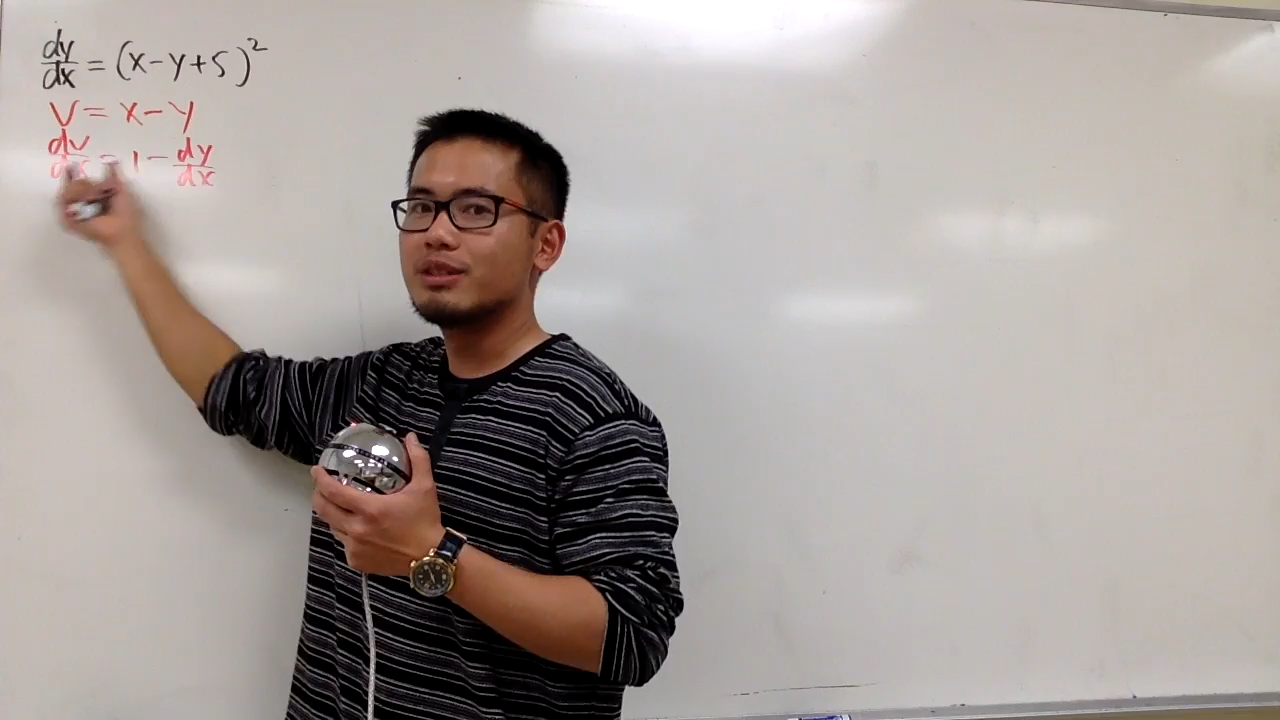 dy/dx = (x-y+5)²
V = x-y
dv/dx = 1 - dy/dx